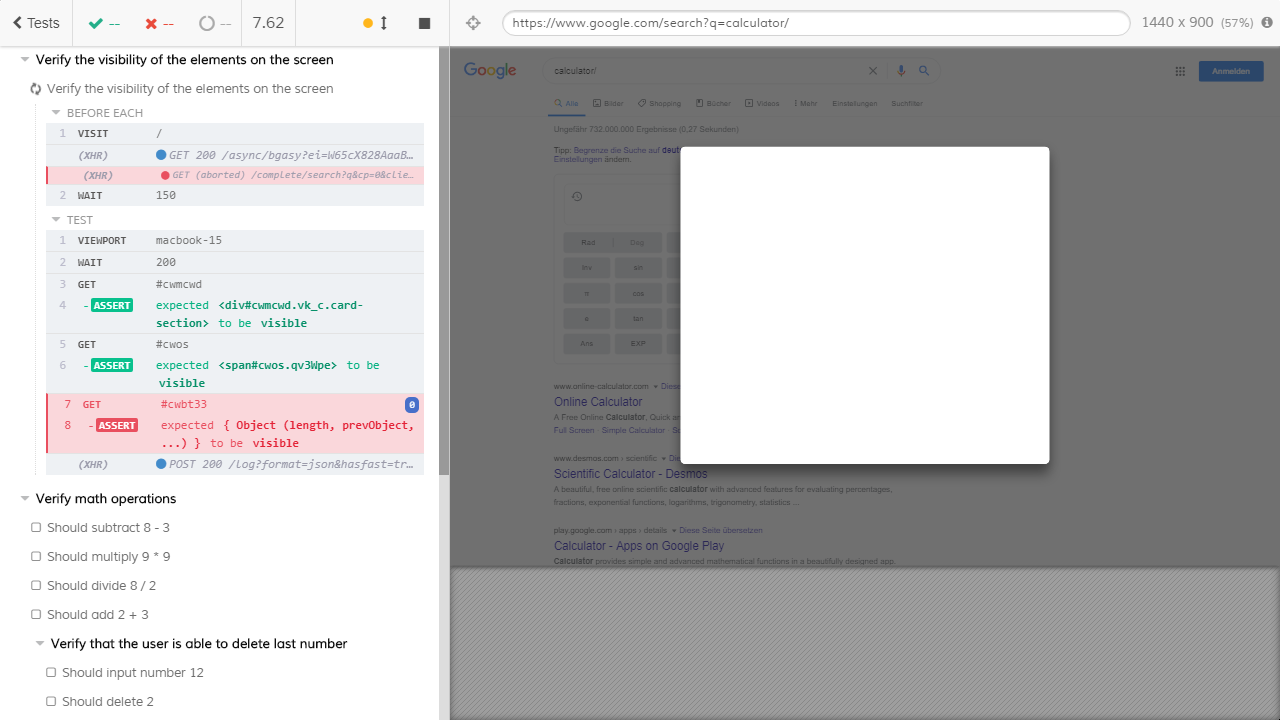 Tests
--
--
--
7.62
https://www.google.com/search?q=calculator/
1440 x 900 (57%)
Verify the visibility of the elements on the screen
Verify the visibility of the elements on the screen
BEFORE EACH
1 VISIT /
(XHR) GET 200 /async/bgasy?ei=W65cX828AaaB…
(XHR) GET (aborted) /complete/search?q&cp=0&clie…
2 WAIT 150
TEST
1 VIEWPORT macbook-15
2 WAIT 200
3 GET #cwmcwd
4 -ASSERT expected <div#cwmcwd.vk_c.card-
section> to be visible
5 GET #cwos
6 -ASSERT expected <span#cwos.qv3Wpe> to be
visible
7 GET #cwbt33 0
8 -ASSERT expected { Object (length, prevObject,
...) } to be visible
(XHR) POST 200 /log?format=json&hasfast=tr…
Verify math operations
Should subtract 8 - 3
Should multiply 9 * 9
Should divide 8 / 2
Should add 2 + 3
Verify that the user is able to delete last number
Should input number 12
Should delete 2
Google
calculator/
Anmelden
Alle Bilder Shopping Bücher Videos Mehr Einstellungen Suchfilter
Ungefähr 732.000.000 Ergebnisse (0,27 Sekunden)
Tipp: Begrenze die Suche auf deut
Einstellungen ändern.
Rad Deg
Inv sin
π cos
e tan
Ans EXP
www.online-calculator.com Diese
Online Calculator
A Free Online Calculator, Quick a
Full Screen · Simple Calculator · Sc
www.desmos.com › scientific Die
Scientific Calculator - Desmos
A beautiful, free online scientific calculator with advanced features for evaluating percentages,
fractions, exponential functions, logarithms, trigonometry, statistics ...
play.google.com › apps › details Diese Seite übersetzen
Calculator - Apps on Google Play
Calculator provides simple and advanced mathematical functions in a beautifully designed app.